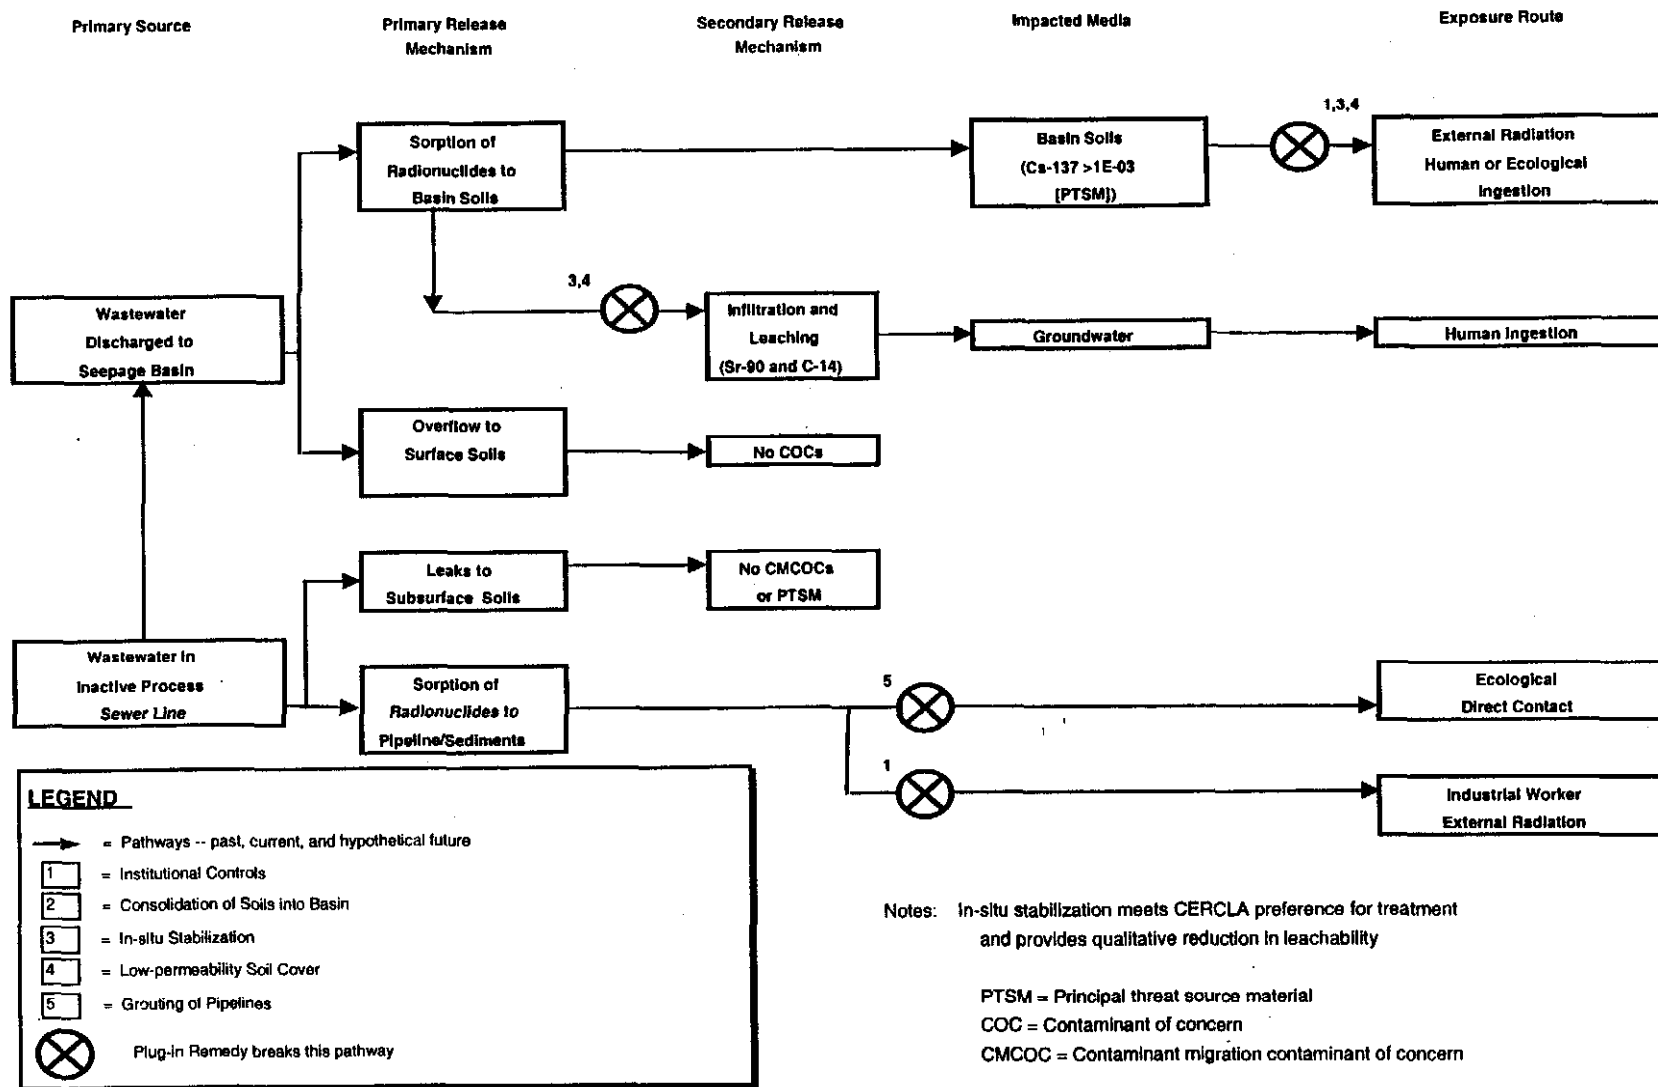 Primary Source
Primary Release
Mechanism
Secondary Release
Mechanism
Impacted Media
Exposure Route
Sorption of
Radionuclides to
Basin Soils
Basin Soils
(Cs-137 >1E-03
[PTSM])
1,3,4
External Radiation
Human or Ecological
Ingestion
Wastewater
Discharged to
Seepage Basin
3,4
Infiltration and
Leaching
(Sr-90 and C-14)
Groundwater
Human Ingestion
Overflow to
Surface Soils
No COCs
Leaks to
Subsurface Soils
No CMCOCs
or PTSM
Wastewater in
Inactive Process
Sewer Line
Sorption of
Radionuclides to
Pipeline/Sediments
5
Ecological
Direct Contact
1
Industrial Worker
External Radiation
LEGEND
= Pathways -- past, current, and hypothetical future
1 = Institutional Controls
2 = Consolidation of Soils into Basin
3 = In-situ Stabilization
4 = Low-permeability Soil Cover
5 = Grouting of Pipelines
Plug-in Remedy breaks this pathway
Notes: In-situ stabilization meets CERCLA preference for treatment
and provides qualitative reduction in leachability
PTSM = Principal threat source material
COC = Contaminant of concern
CMCOC = Contaminant migration contaminant of concern